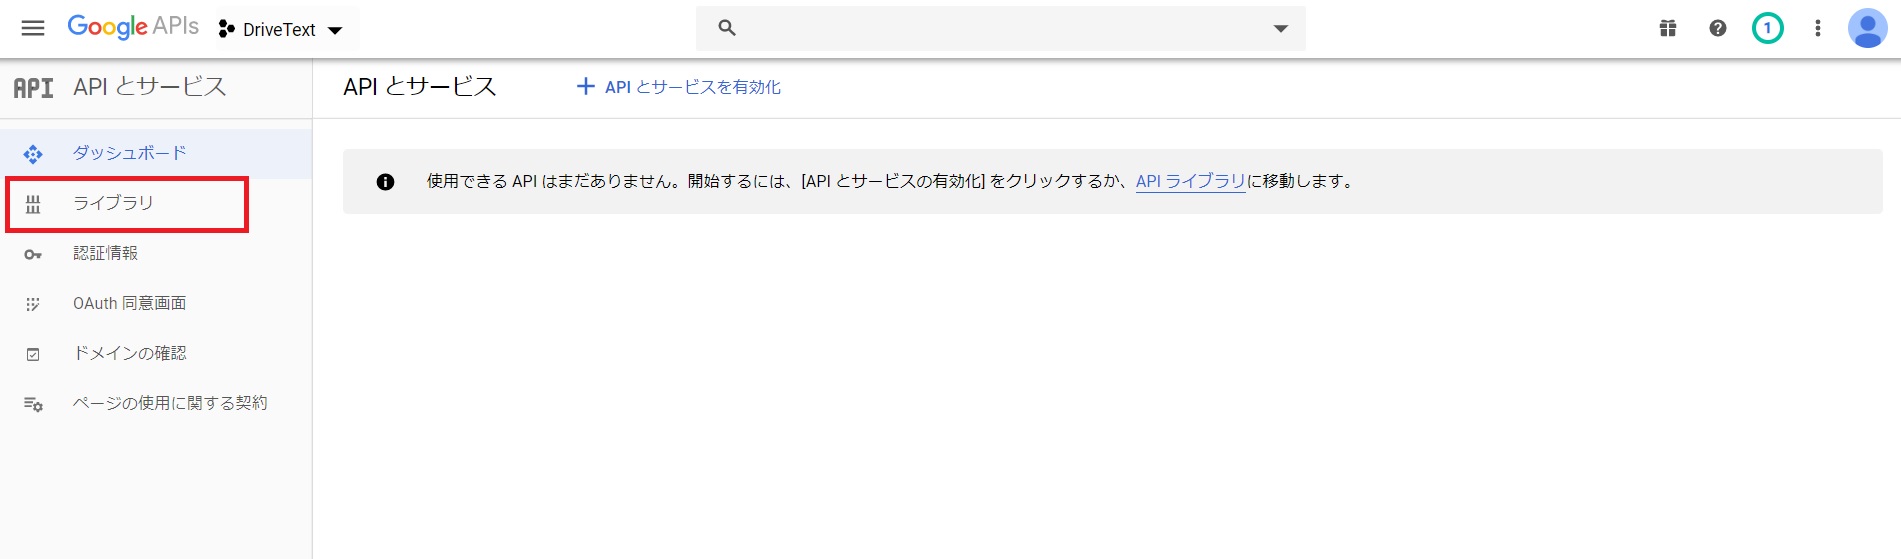 Google APIs
DriveText
1
API API とサービス
API とサービス
API とサービスを有効化
ダッシュボード
使用できる API はまだありません。開始するには、[API とサービスの有効化] をクリックするか、API ライブラリに移動します。
ライブラリ
認証情報
OAuth 同意画面
ドメインの確認
ページの使用に関する契約